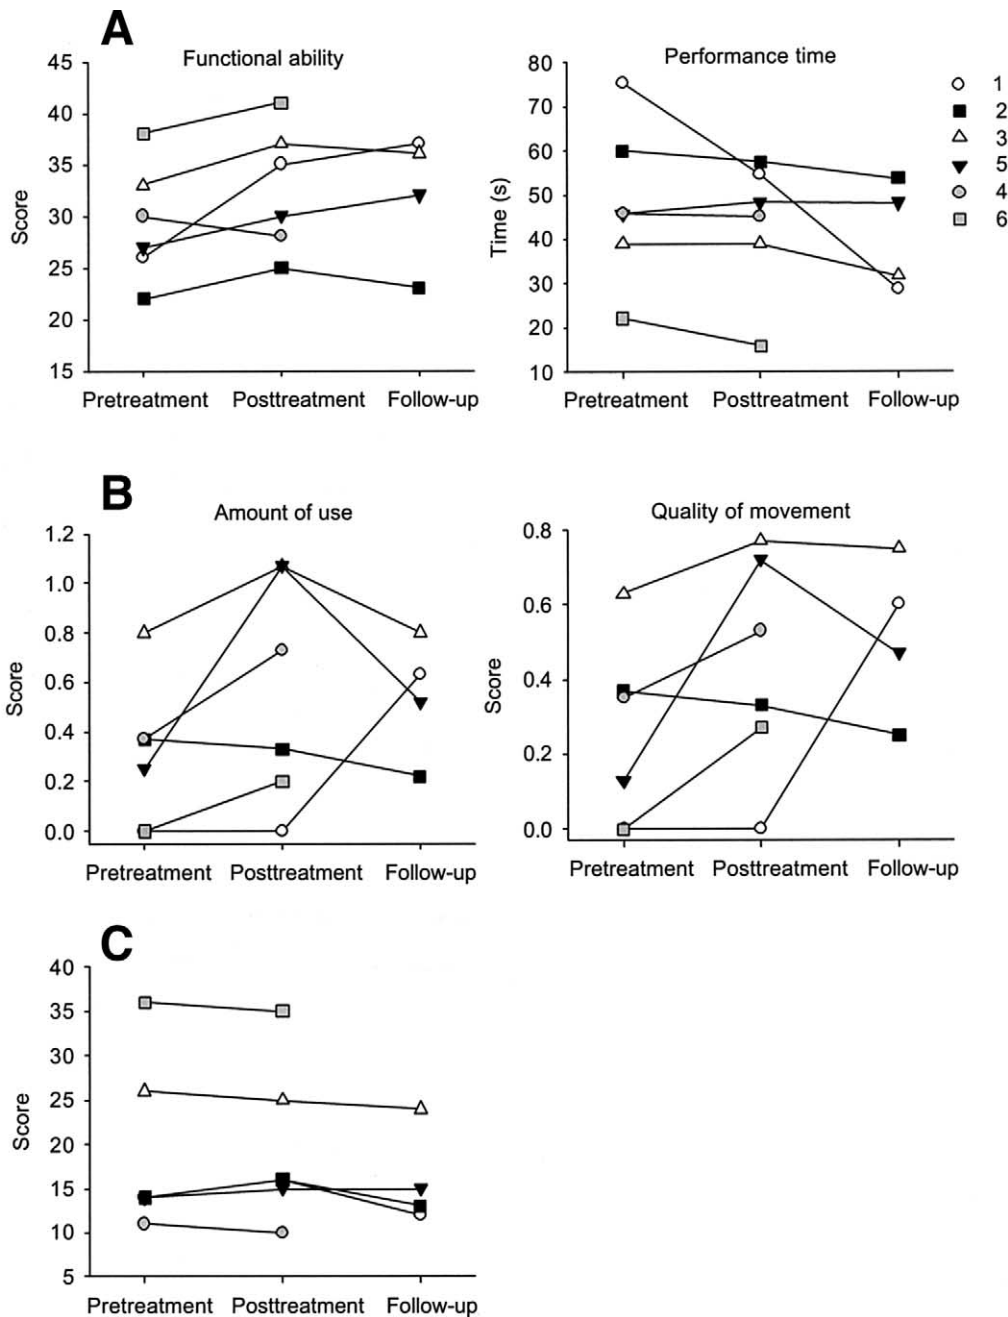 A
Functional ability
45
40
35
30
25
20
15
Score
Pretreatment Posttreatment Follow-up
Performance time
80
70
60
50
40
30
20
10
Time (s)
Pretreatment Posttreatment Follow-up
1
2
3
5
4
6
B
Amount of use
1.2
1.0
0.8
0.6
0.4
0.2
0.0
Score
Pretreatment Posttreatment Follow-up
Quality of movement
0.8
0.6
0.4
0.2
0.0
Score
Pretreatment Posttreatment Follow-up
C
40
35
30
25
20
15
10
5
Score
Pretreatment Posttreatment Follow-up